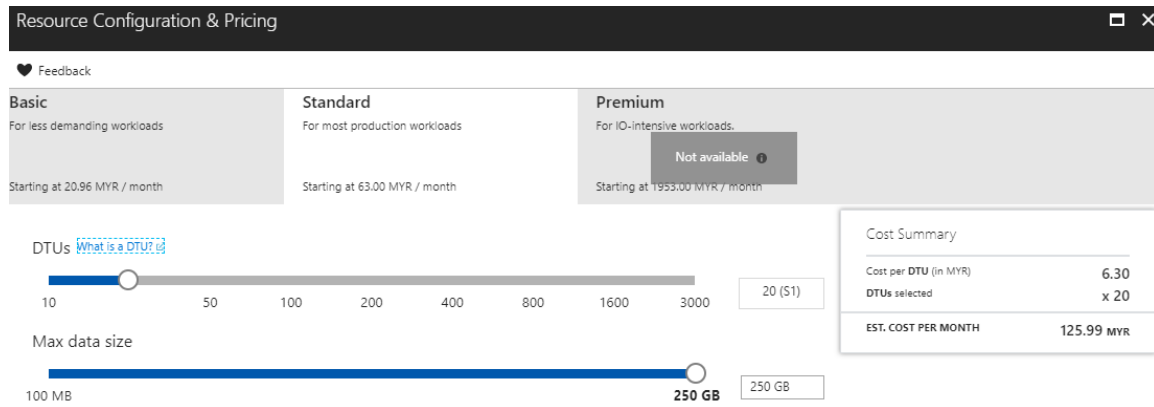 Resource Configuration & Pricing
Feedback
Basic
For less demanding workloads
Starting at 20.96 MYR / month
Standard
For most production workloads
Starting at 63.00 MYR / month
Premium
For IO-intensive workloads.
Not available
Starting at 1953.00 MYR / month
DTUs What is a DTU?
10 50 100 200 400 800 1600 3000
20 (S1)
Max data size
100 MB 250 GB
250 GB
Cost Summary
Cost per DTU (in MYR) 6.30
DTUs selected x 20
EST. COST PER MONTH 125.99 MYR